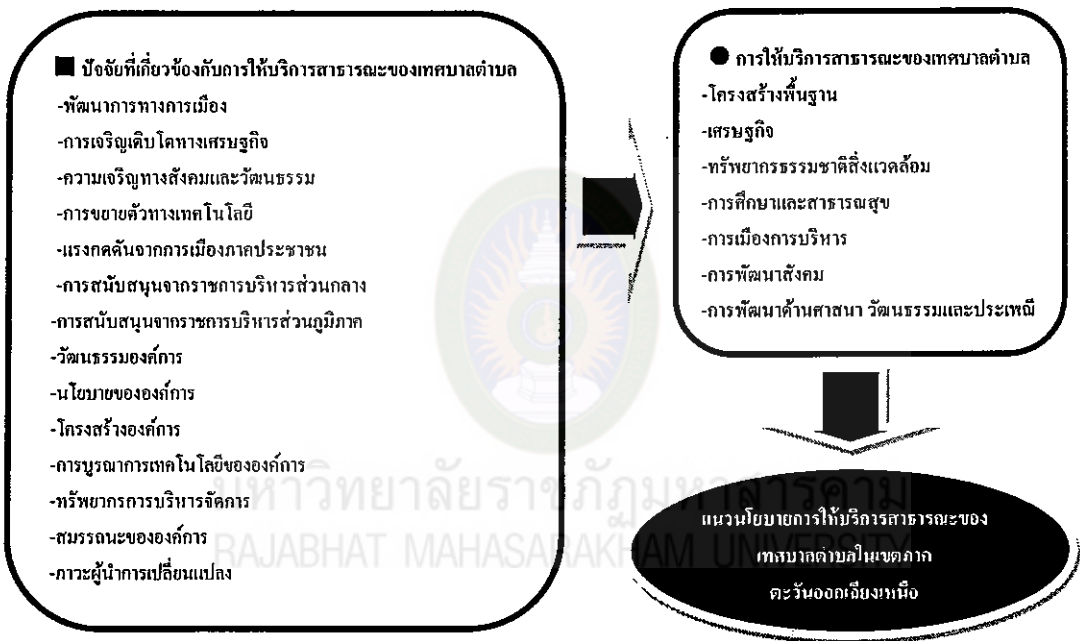 ■ ปัจจัยที่เกี่ยวข้องกับการให้บริการสาธารณะของเทศบาลตำบล
-พัฒนาการทางการเมือง
-การเจริญเติบโตทางเศรษฐกิจ
-ความเจริญทางสังคมและวัฒนธรรม
-การขยายตัวทางเทคโนโลยี
-แรงกดดันจากการเมืองภาคประชาชน
-การสนับสนุนจากราชการบริหารส่วนกลาง
-การสนับสนุนจากราชการบริหารส่วนภูมิภาค
-วัฒนธรรมองค์การ
-นโยบายขององค์การ
-โครงสร้างองค์การ
-การบูรณาการเทคโนโลยีขององค์การ
-ทรัพยากรการบริหารจัดการ
-สมรรถนะขององค์การ
-ภาวะผู้นำการเปลี่ยนแปลง
● การให้บริการสาธารณะของเทศบาลตำบล
-โครงสร้างพื้นฐาน
-เศรษฐกิจ
-ทรัพยากรธรรมชาติสิ่งแวดล้อม
-การศึกษาและสาธารณสุข
-การเมืองการบริหาร
-การพัฒนาสังคม
-การพัฒนาด้านศาสนา วัฒนธรรมและประเพณี
แนวนโยบายการให้บริการสาธารณะของ
เทศบาลตำบลในเขตภาค
ตะวันออกเฉียงเหนือ
มหาวิทยาลัยราชภัฏมหาสารคาม
RAJABHAT MAHASARAKHAM UNIVERSITY